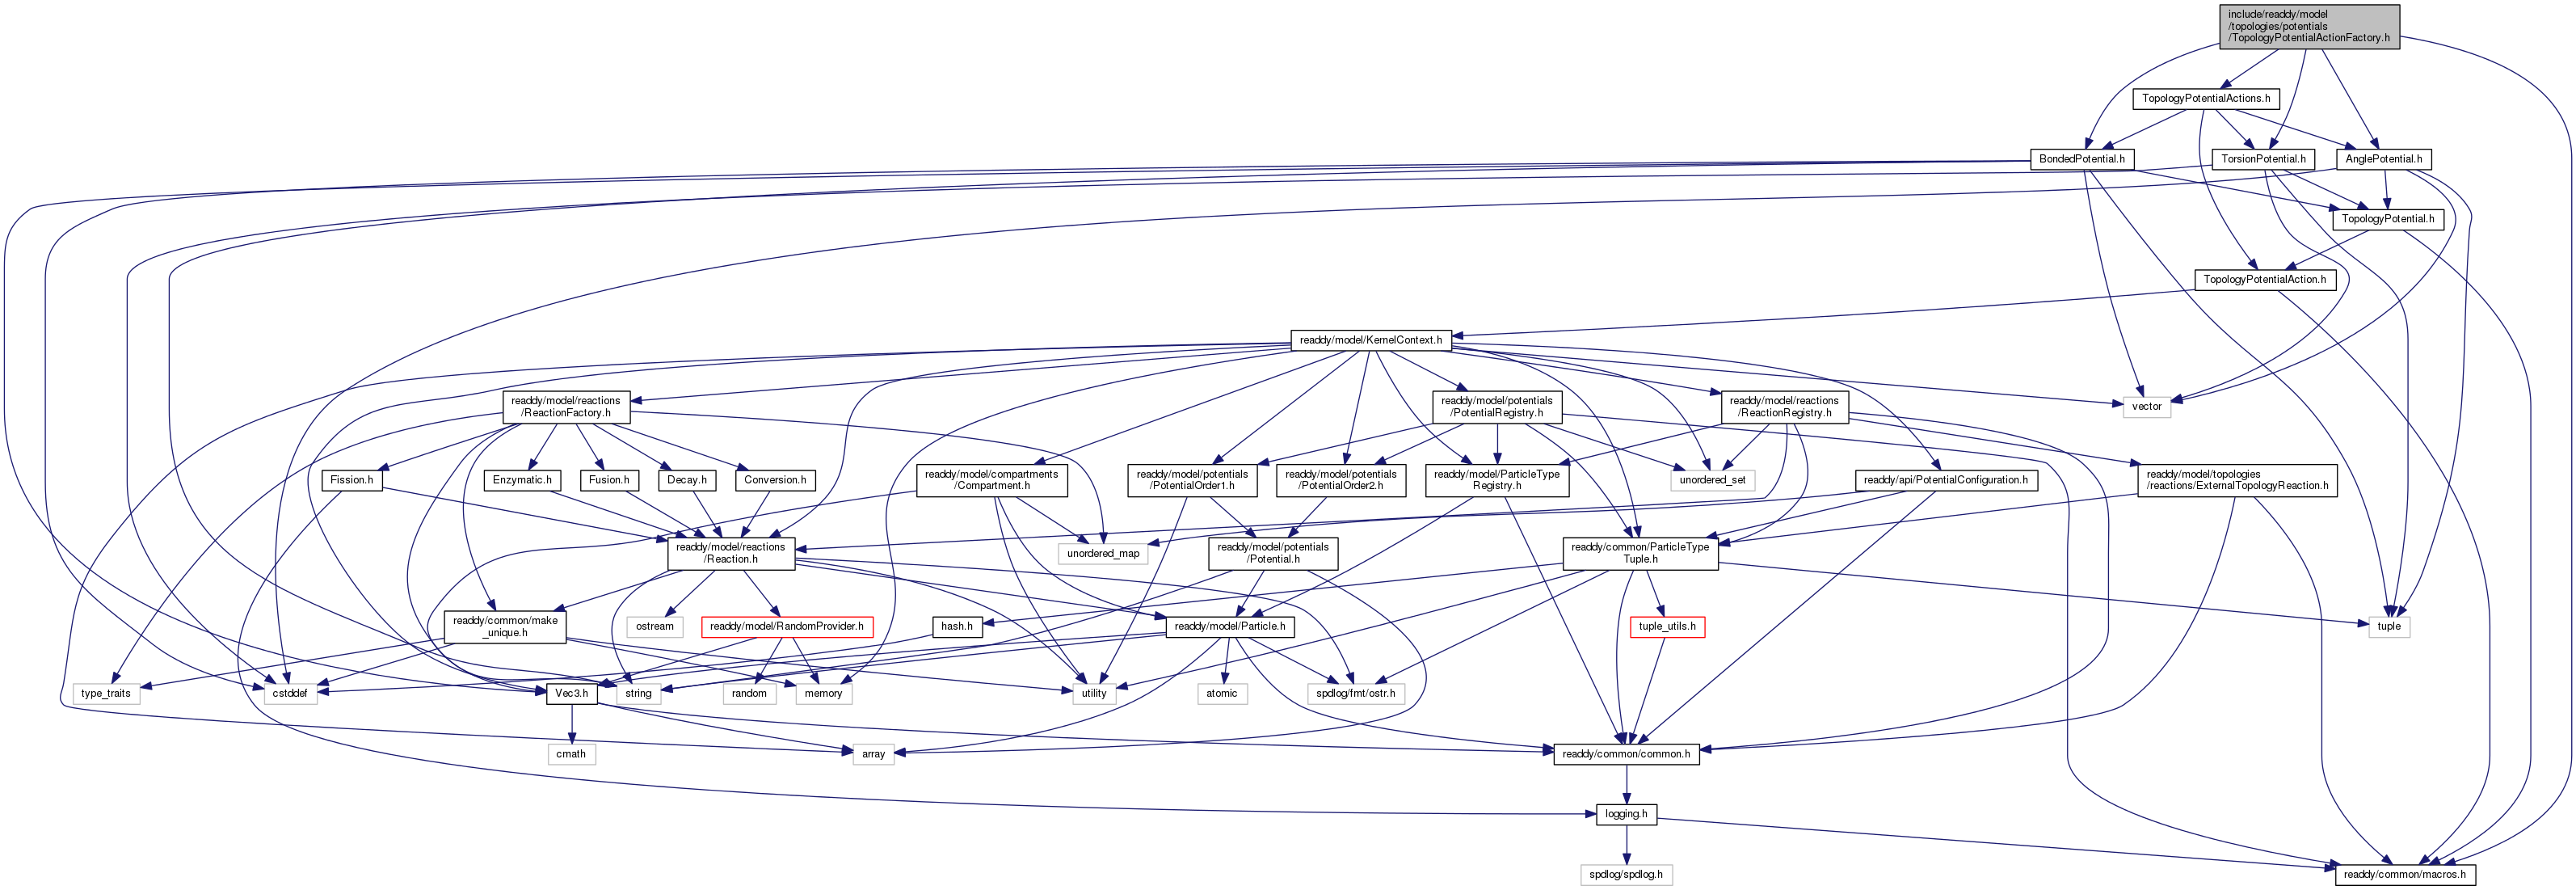 include/readdy/model
/topologies/potentials
/TopologyPotentialActionFactory.h
TopologyPotentialActions.h
BondedPotential.h
TorsionPotential.h
AnglePotential.h
TopologyPotential.h
TopologyPotentialAction.h
readdy/model/KernelContext.h
readdy/model/reactions
/ReactionFactory.h
readdy/model/potentials
/PotentialRegistry.h
readdy/model/reactions
/ReactionRegistry.h
vector
Fission.h
Enzymatic.h
Fusion.h
Decay.h
Conversion.h
readdy/model/compartments
/Compartment.h
readdy/model/potentials
/PotentialOrder1.h
readdy/model/potentials
/PotentialOrder2.h
readdy/model/ParticleType
Registry.h
unordered_set
readdy/api/PotentialConfiguration.h
readdy/model/topologies
/reactions/ExternalTopologyReaction.h
readdy/model/reactions
/Reaction.h
unordered_map
readdy/model/potentials
/Potential.h
readdy/common/ParticleType
Tuple.h
readdy/common/make
_unique.h
ostream
readdy/model/RandomProvider.h
hash.h
readdy/model/Particle.h
tuple_utils.h
tuple
type_traits
cstddef
Vec3.h
string
random
memory
utility
atomic
spdlog/fmt/ostr.h
cmath
array
readdy/common/common.h
logging.h
spdlog/spdlog.h
readdy/common/macros.h